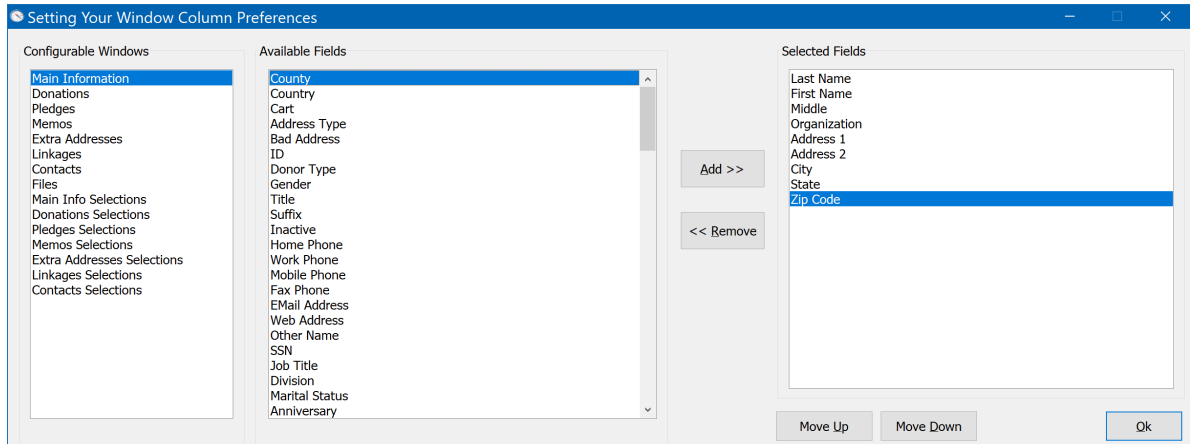 Setting Your Window Column Preferences
Configurable Windows
Main Information
Donations
Pledges
Memos
Extra Addresses
Linkages
Contacts
Files
Main Info Selections
Donations Selections
Pledges Selections
Memos Selections
Extra Addresses Selections
Linkages Selections
Contacts Selections
Available Fields
County
Country
Cart
Address Type
Bad Address
ID
Donor Type
Gender
Title
Suffix
Inactive
Home Phone
Work Phone
Mobile Phone
Fax Phone
EMail Address
Web Address
Other Name
SSN
Job Title
Division
Marital Status
Anniversary
Add >>
<< Remove
Selected Fields
Last Name
First Name
Middle
Organization
Address 1
Address 2
City
State
Zip Code
Move Up
Move Down
Ok